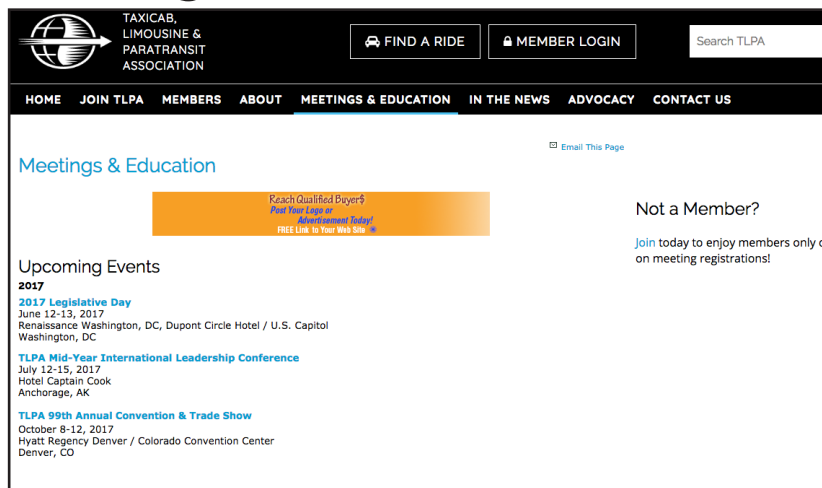 TAXICAB,
LIMOUSINE &
PARATRANSIT
ASSOCIATION
FIND A RIDE
MEMBER LOGIN
Search TLPA
HOME JOIN TLPA MEMBERS ABOUT MEETINGS & EDUCATION IN THE NEWS ADVOCACY CONTACT US
Email This Page
Meetings & Education
Reach Qualified Buyer$
Post Your Logo or
Advertisement Today!
FREE Link to Your Web Site
Not a Member?
Join today to enjoy members only
on meeting registrations!
Upcoming Events
2017
2017 Legislative Day
June 12-13, 2017
Renaissance Washington, DC, Dupont Circle Hotel / U.S. Capitol
Washington, DC
TLPA Mid-Year International Leadership Conference
July 12-15, 2017
Hotel Captain Cook
Anchorage, AK
TLPA 99th Annual Convention & Trade Show
October 8-12, 2017
Hyatt Regency Denver / Colorado Convention Center
Denver, CO